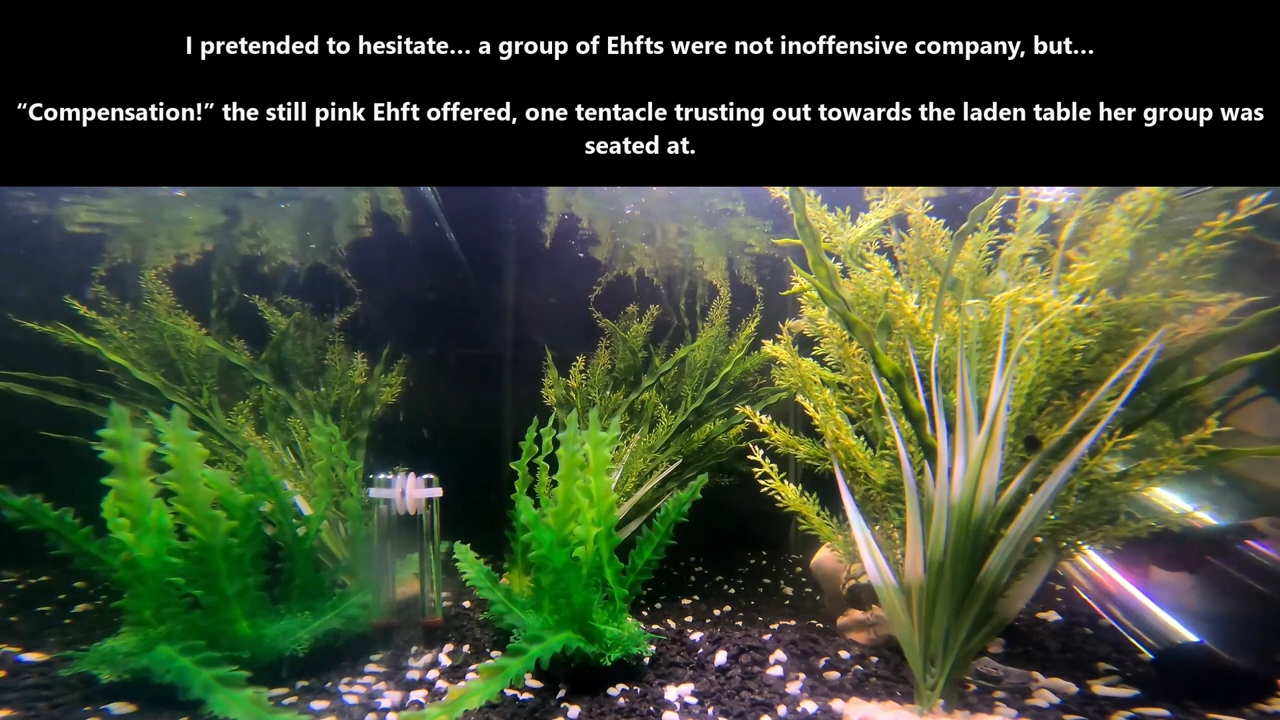 I pretended to hesitate… a group of Ehfts were not inoffensive company, but…
“Compensation!” the still pink Ehft offered, one tentacle trusting out towards the laden table her group was
seated at.